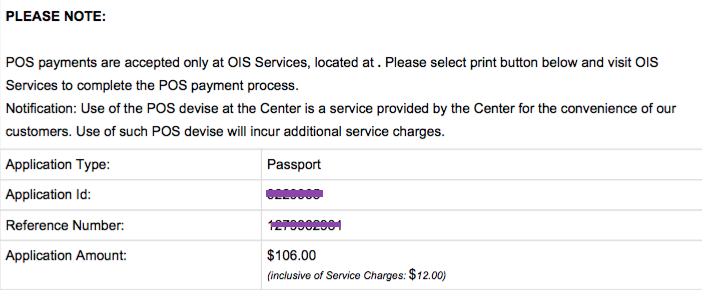 PLEASE NOTE:
POS payments are accepted only at OIS Services, located at . Please select print button below and visit OIS
Services to complete the POS payment process.
Notification: Use of the POS devise at the Center is a service provided by the Center for the convenience of our
customers. Use of such POS devise will incur additional service charges.
Application Type: Passport
Application Id:
Reference Number:
Application Amount: $106.00
(inclusive of Service Charges: $12.00)